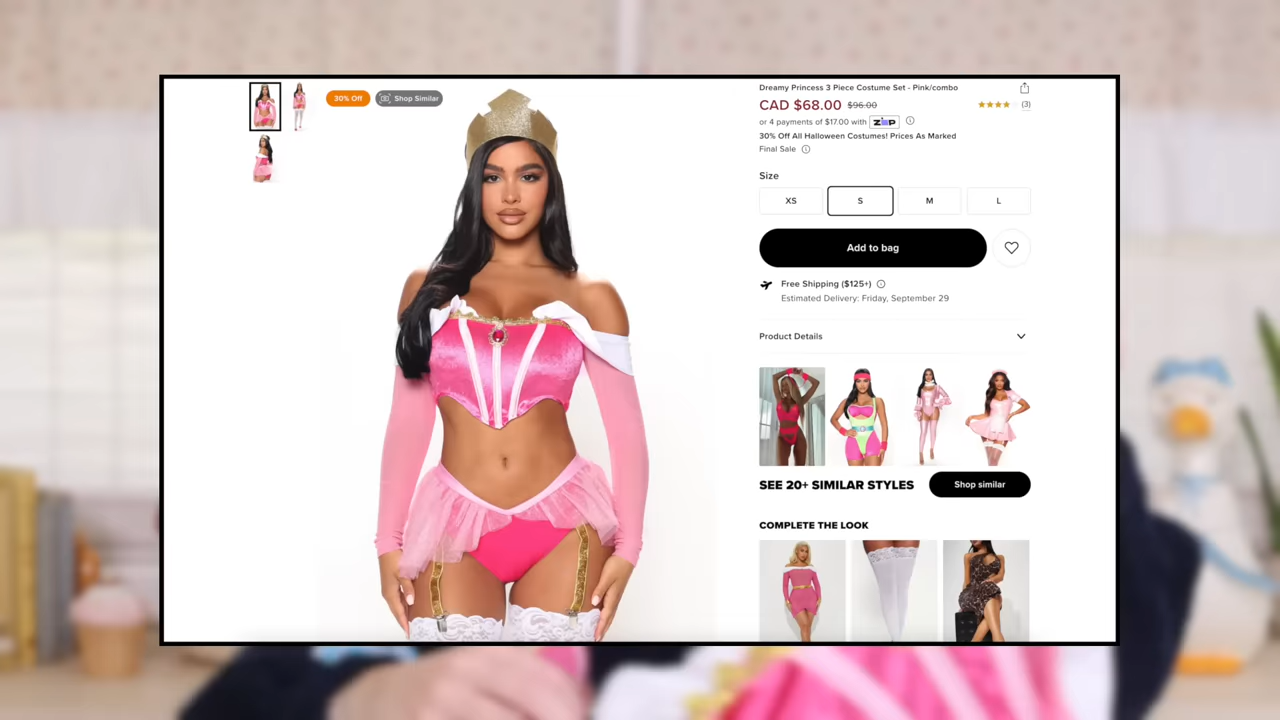 30% Off
Shop Similar
Dreamy Princess 3 Piece Costume Set - Pink/combo
CAD $68.00 $96.00
(3)
or 4 payments of $17.00 with Zip
30% Off All Halloween Costumes! Prices As Marked
Final Sale
Size
XS
S
M
L
Add to bag
Free Shipping ($125+)
Estimated Delivery: Friday, September 29
Product Details
SEE 20+ SIMILAR STYLES
Shop similar
COMPLETE THE LOOK